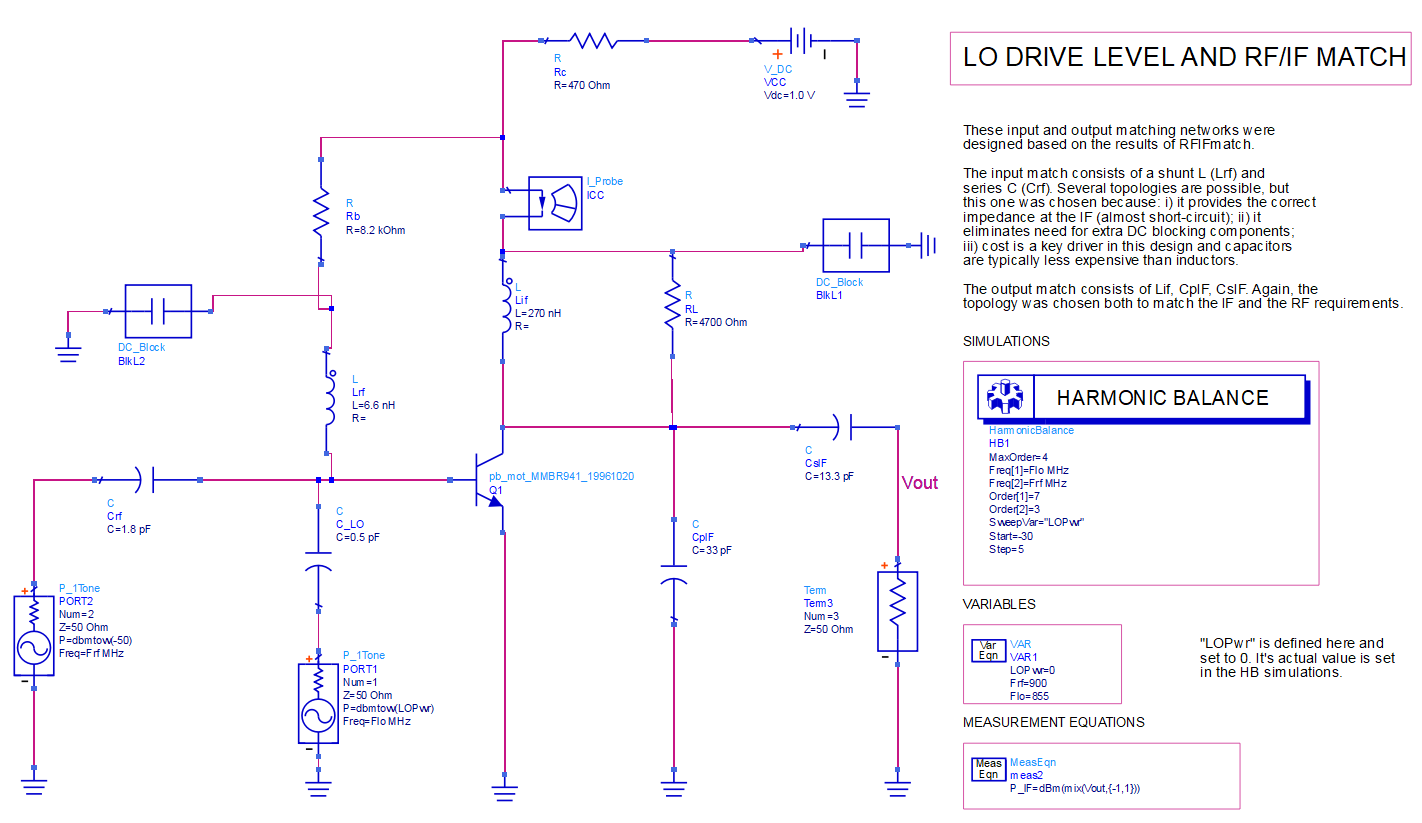 LO DRIVE LEVEL AND RF/IF MATCH
R
Rc
R=470 Ohm
V_DC
VCC
Vdc=1.0 V
These input and output matching networks were
designed based on the results of RFIFmatch.
The input match consists of a shunt L (Lrf) and
series C (Crf). Several topologies are possible, but
this one was chosen because: i) it provides the correct
impedance at the IF (almost short-circuit); ii) it
eliminates need for extra DC blocking components;
iii) cost is a key driver in this design and capacitors
are typically less expensive than inductors.
The output match consists of Lif, CpIF, CsIF. Again, the
topology was chosen both to match the IF and the RF requirements.
R
Rb
R=8.2 kOhm
I_Probe
ICC
DC_Block
BlkL1
L
Lif
L=270 nH
R=
R
RL
R=4700 Ohm
DC_Block
BlkL2
L
Lrf
L=6.6 nH
R=
C
Crf
C=1.8 pF
C
C_LO
C=0.5 pF
pb_mot_MMBR941_19961020
Q1
C
CpIF
C=33 pF
C
CsIF
C=13.3 pF
Vout
P_1Tone
PORT2
Num=2
Z=50 Ohm
P=dbmtow(-50)
Freq=Frf MHz
P_1Tone
PORT1
Num=1
Z=50 Ohm
P=dbmtow(LOPwr)
Freq=Flo MHz
Term
Term3
Num=3
Z=50 Ohm
SIMULATIONS
HARMONIC BALANCE
HarmonicBalance
HB1
MaxOrder=4
Freq[1]=Flo MHz
Freq[2]=Frf MHz
Order[1]=7
Order[2]=3
SweepVar="LOPwr"
Start=-30
Step=5
VARIABLES
Var
Eqn
VAR
VAR1
LOPwr=0
Frf=900
Flo=855
"LOPwr" is defined here and
set to 0. It's actual value is set
in the HB simulations.
MEASUREMENT EQUATIONS
Meas
Eqn
MeasEqn
meas2
P_IF=dBm(mix(Vout,{-1,1}))